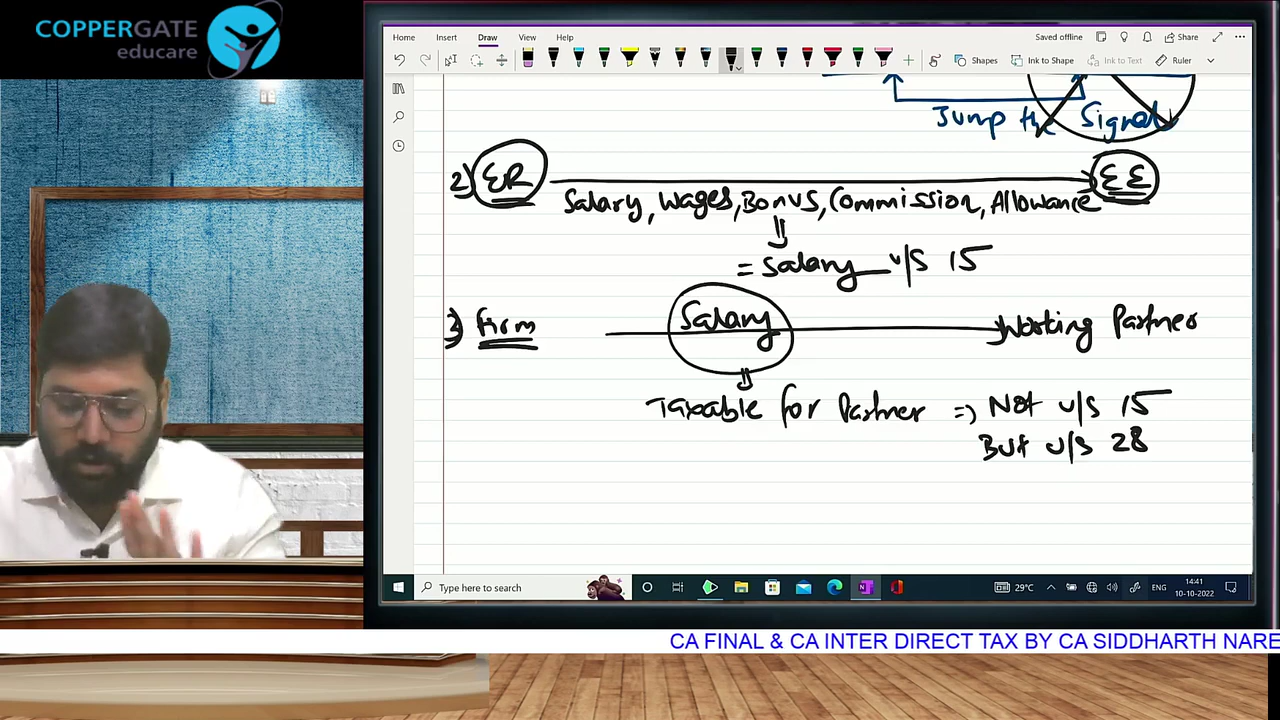 COPPERGATE
educare
Home Insert Draw View Help
Saved offline
Share
Shapes
Ink to Shape
Ink to Text
Ruler
Jump the Signal
2) ER EE
Salary, Wages, Bonus, Commission, Allowance
= Salary u/s 15
3) Firm Salary Working Partner
Taxable for Partner => Not u/s 15
But u/s 28
Type here to search
29°C
ENG
14:41
10-10-2022
CA FINAL & CA INTER DIRECT TAX BY CA SIDDHARTH NARE